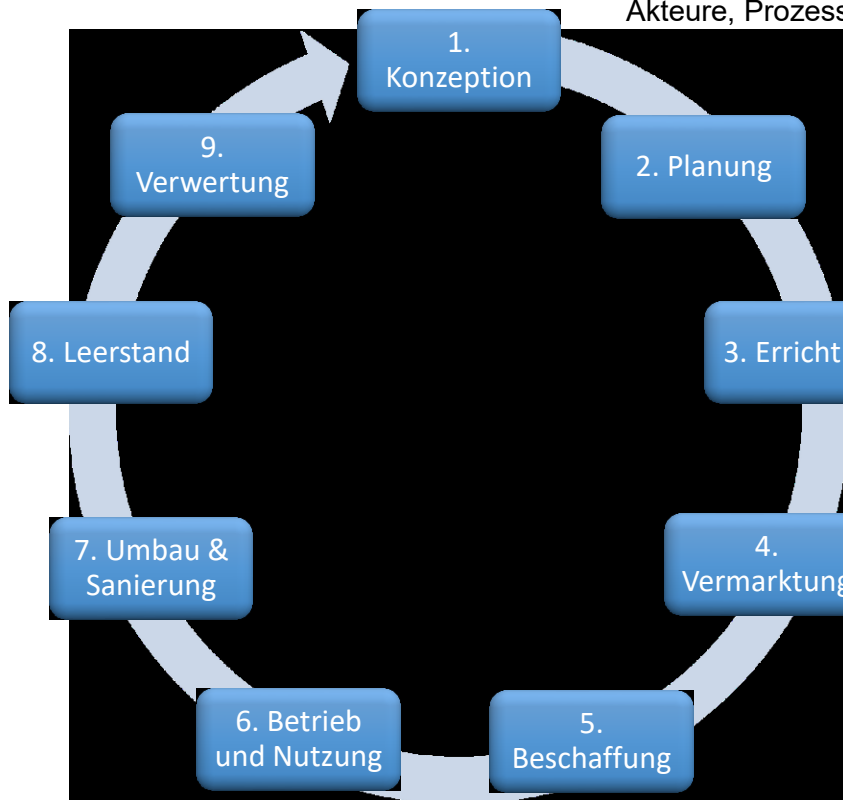 Akteure, Prozess
1.
Konzeption
2. Planung
3. Erricht
4.
Vermarktung
5.
Beschaffung
6. Betrieb
und Nutzung
7. Umbau &
Sanierung
8. Leerstand
9.
Verwertung